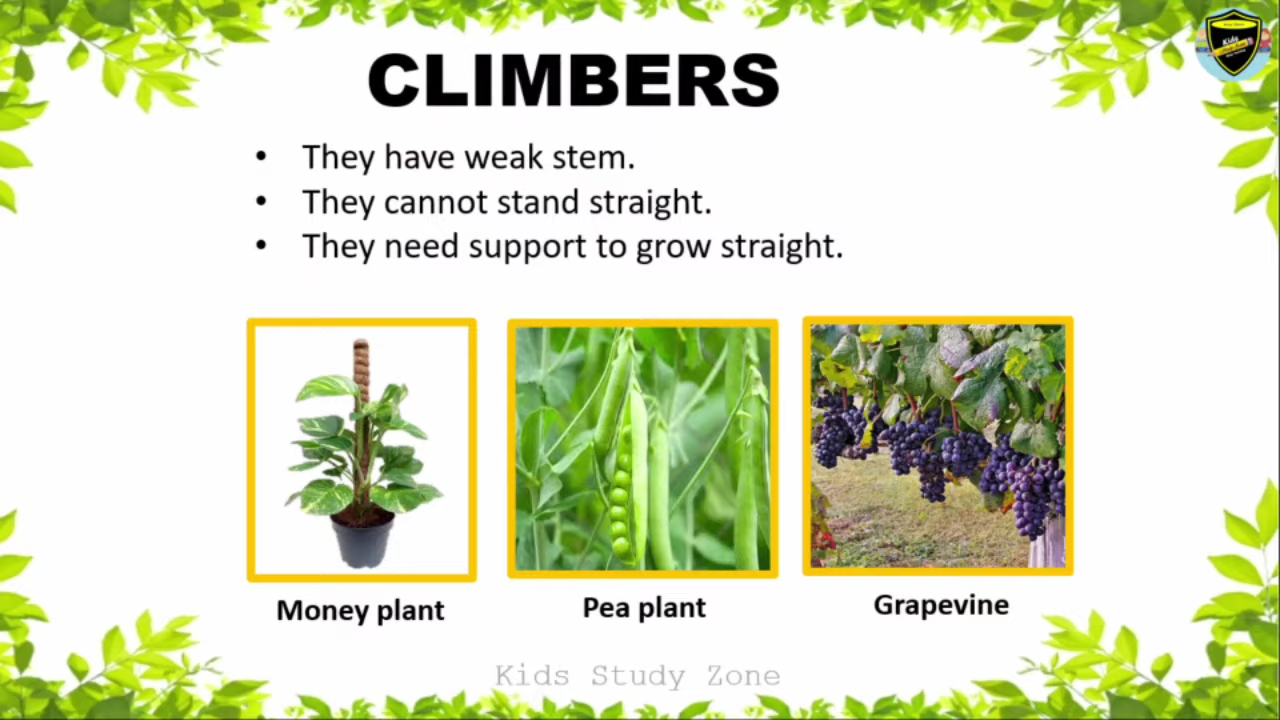 CLIMBERS
• They have weak stem.
• They cannot stand straight.
• They need support to grow straight.
Money plant
Pea plant
Grapevine
Kids Study Zone